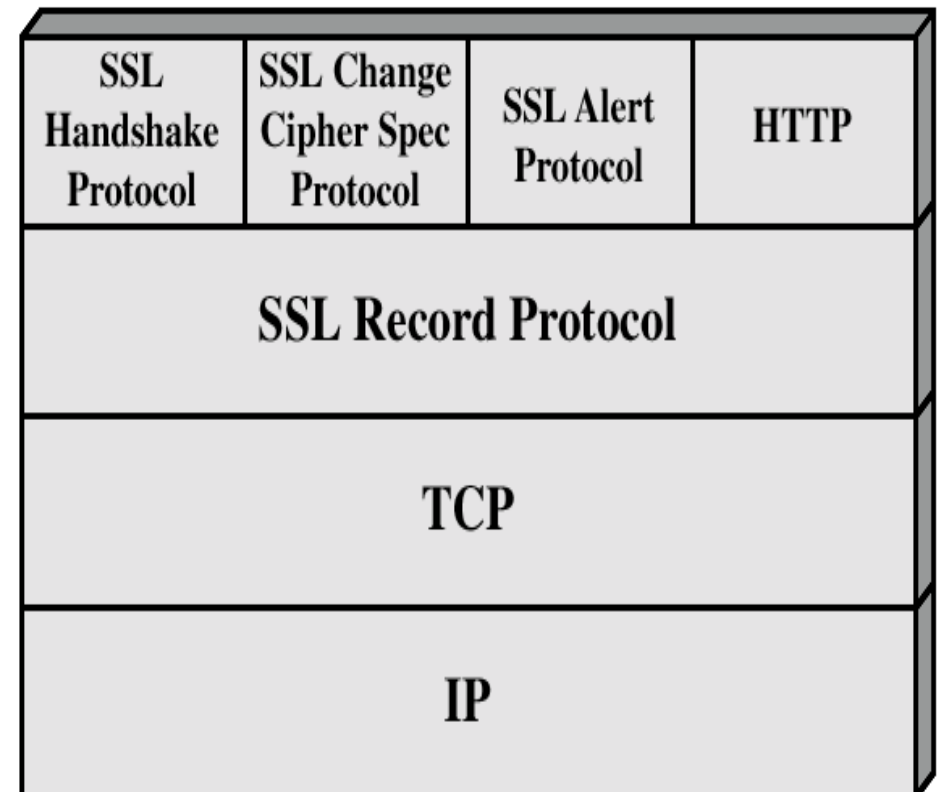 SSL
Handshake
Protocol
SSL Change
Cipher Spec
Protocol
SSL Alert
Protocol
HTTP
SSL Record Protocol
TCP
IP